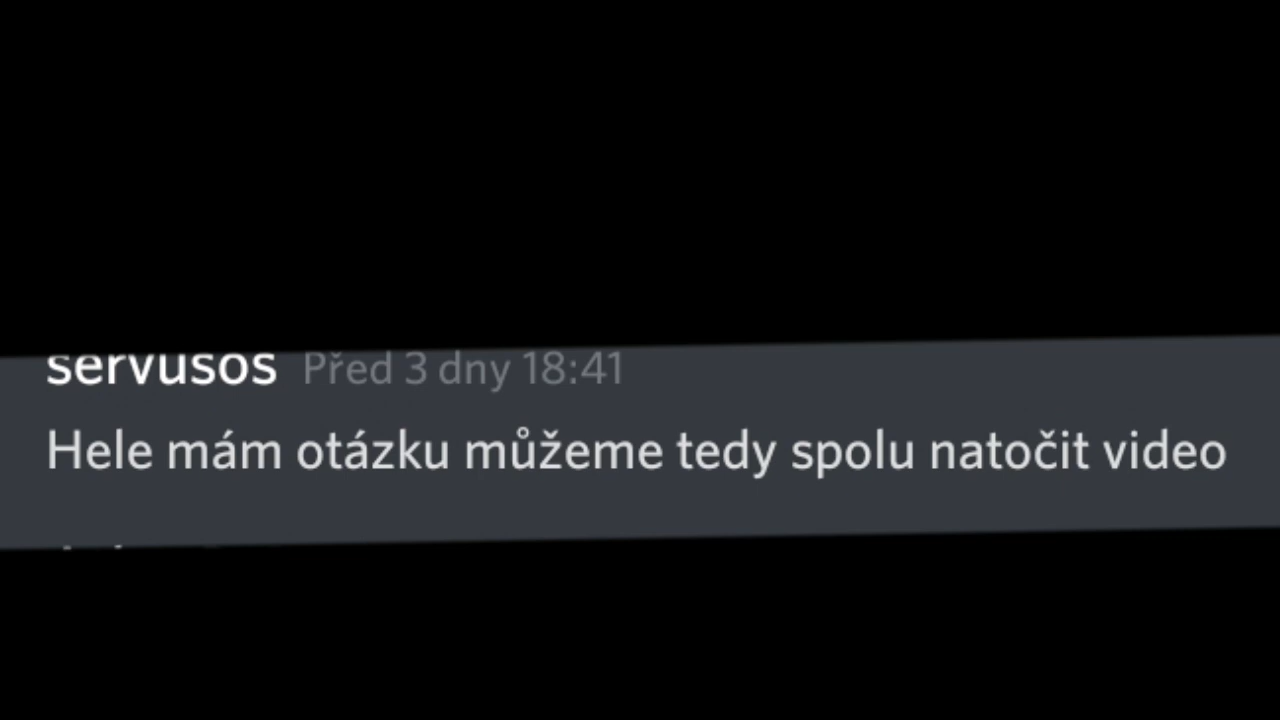 servusos Před 3 dny 18:41
Hele mám otázku můžeme tedy spolu natočit video